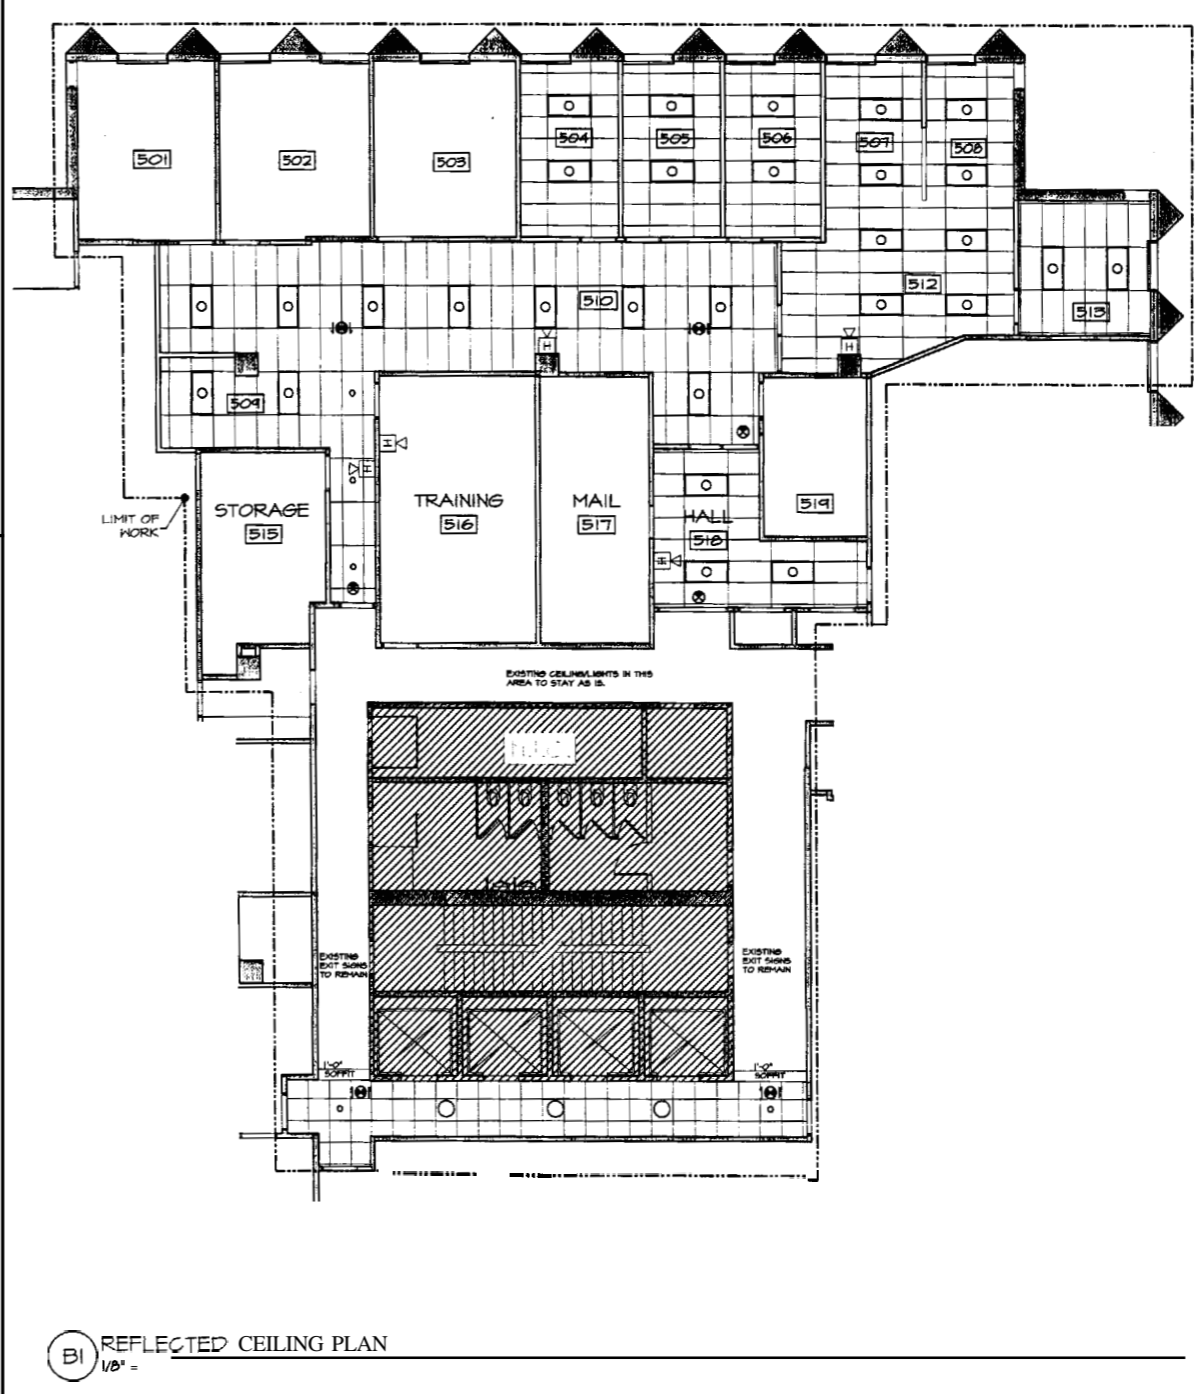 501
502
503
504
505
506
507
508
510
512
513
509
H
H
H
H
H
STORAGE
515
TRAINING
516
MAIL
517
HALL
518
519
LIMIT OF
WORK
EXISTING CEILING/LIGHTS IN THIS
AREA TO STAY AS IS.
EXISTING
EXIT SIGNS
TO REMAIN
EXISTING
EXIT SIGNS
TO REMAIN
1'-0"
SOFFIT
1'-0"
SOFFIT
B1
REFLECTED CEILING PLAN
1/8" =